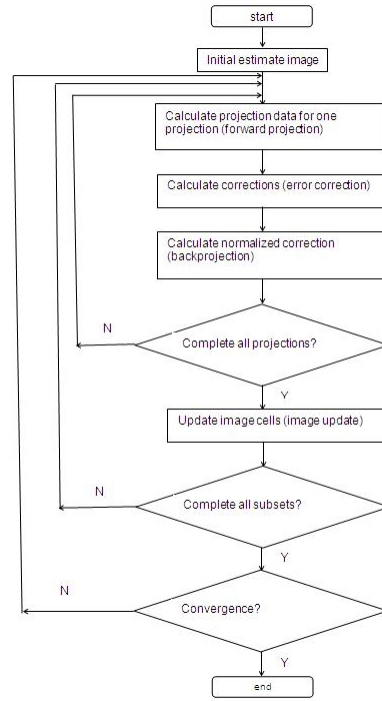 start
Initial estimate image
Calculate projection data for one
projection (forward projection)
Calculate corrections (error correction)
Calculate normalized correction
(backprojection)
N
Complete all projections?
Y
Update image cells (image update)
N
Complete all subsets?
Y
N
Convergence?
Y
end